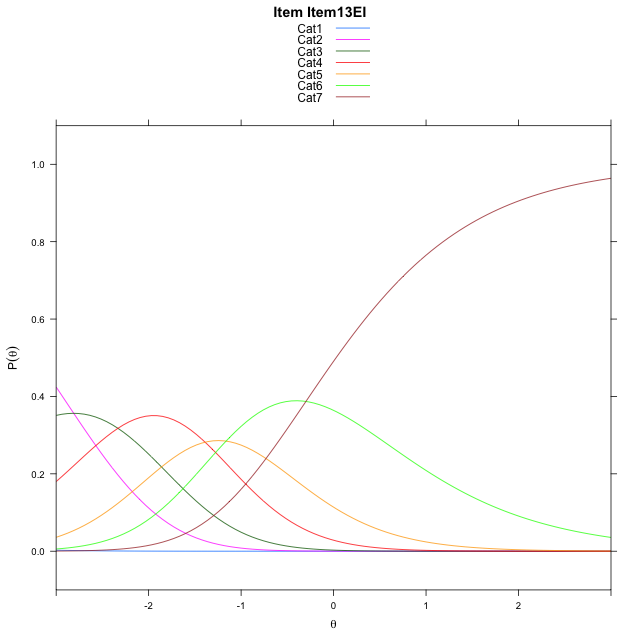 Item Item13EI
Cat1
Cat2
Cat3
Cat4
Cat5
Cat6
Cat7
1.0
0.8
0.6
0.4
0.2
0.0
P(θ)
-2 -1 0 1 2
θ